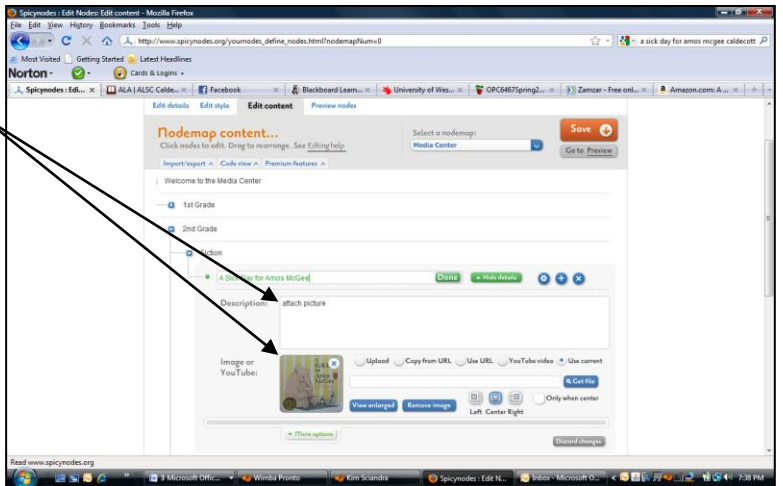 Spicynodes : Edit Nodes: Edit content - Mozilla Firefox
File Edit View History Bookmarks Tools Help
http://www.spicynodes.org/younodes_define_nodes.html?nodemapNum=0
a sick day for amos mcgee caldecott
Most Visited Getting Started Latest Headlines
Norton Cards & Logins
Spicynodes : Edi... ALA | ALSC Calde... Facebook Blackboard Learn... University of Wes... OPC6467Spring2... Zamzar - Free onl... Amazon.com: A ...
Edit details Edit style Edit content Preview nodes
Nodemap content... Select a nodemap: Save
Click nodes to edit. Drag to rearrange. See Editing help Media Center Go to Preview
Import/export Code view Premium features
Welcome to the Media Center
1st Grade
2nd Grade
Fiction
A Sick Day for Amos McGee Done Hide details
Description: attach picture
Image or YouTube: Upload Copy from URL Use URL YouTube video Use current
Get file
View enlarged Remove image Left Center Right Only when center
+ More options Discard changes
Read www.spicynodes.org
3 Microsoft Offic... Wimba Pronto Kim Sciandra Spicynodes : Edit N... Inbox - Microsoft O... 7:38 PM